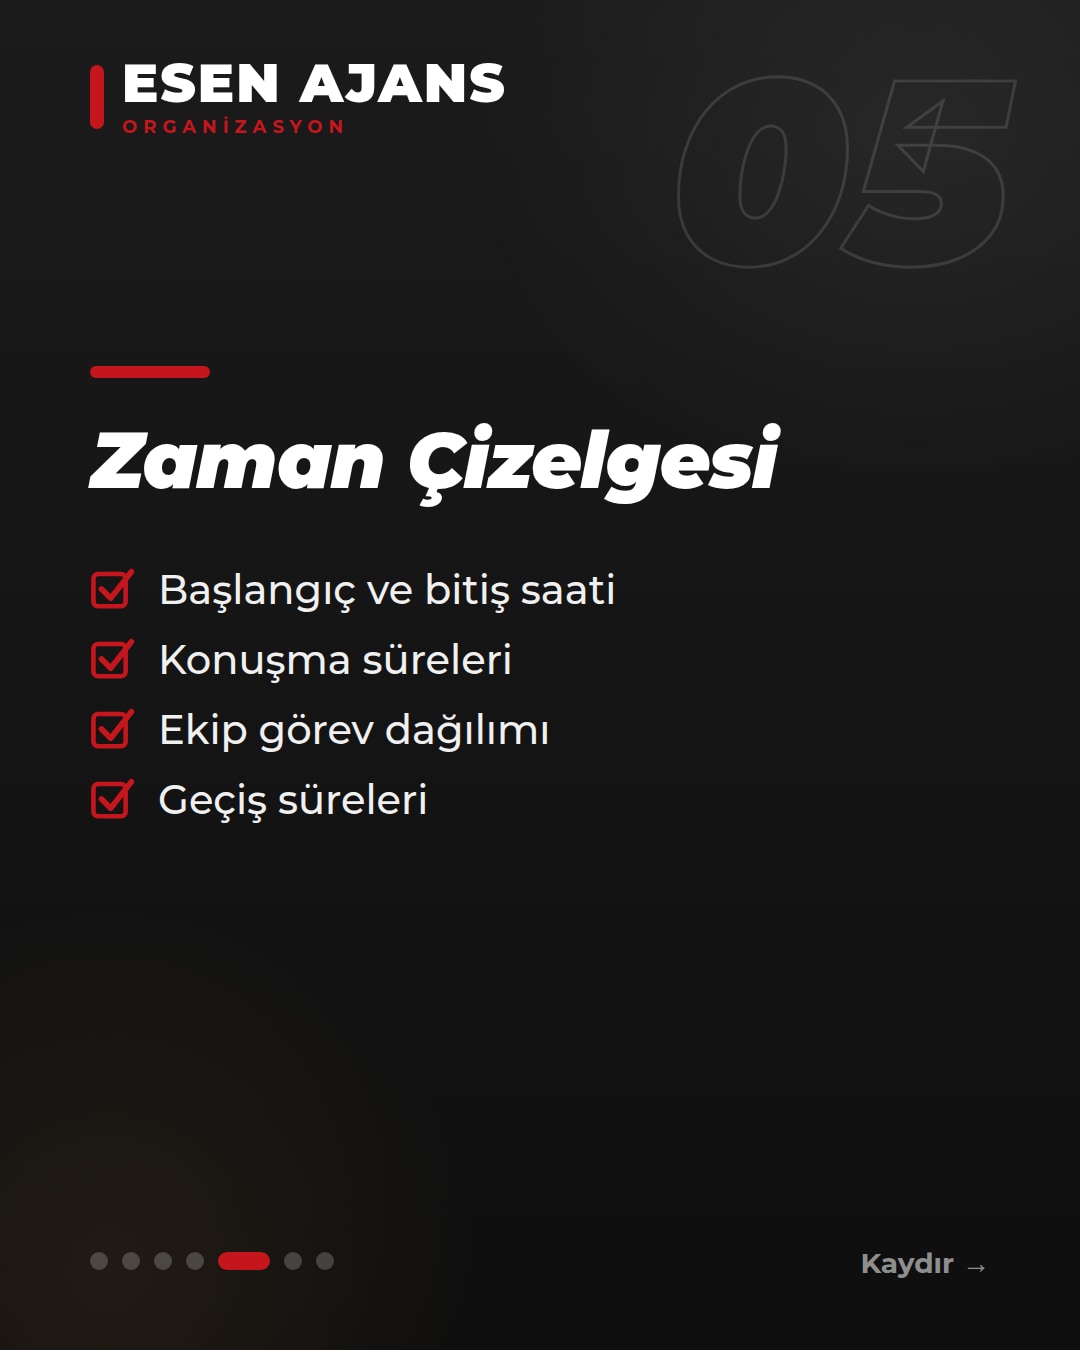 ESEN AJANS
ORGANİZASYON
05
Zaman Çizelgesi
Başlangıç ve bitiş saati
Konuşma süreleri
Ekip görev dağılımı
Geçiş süreleri
Kaydır →